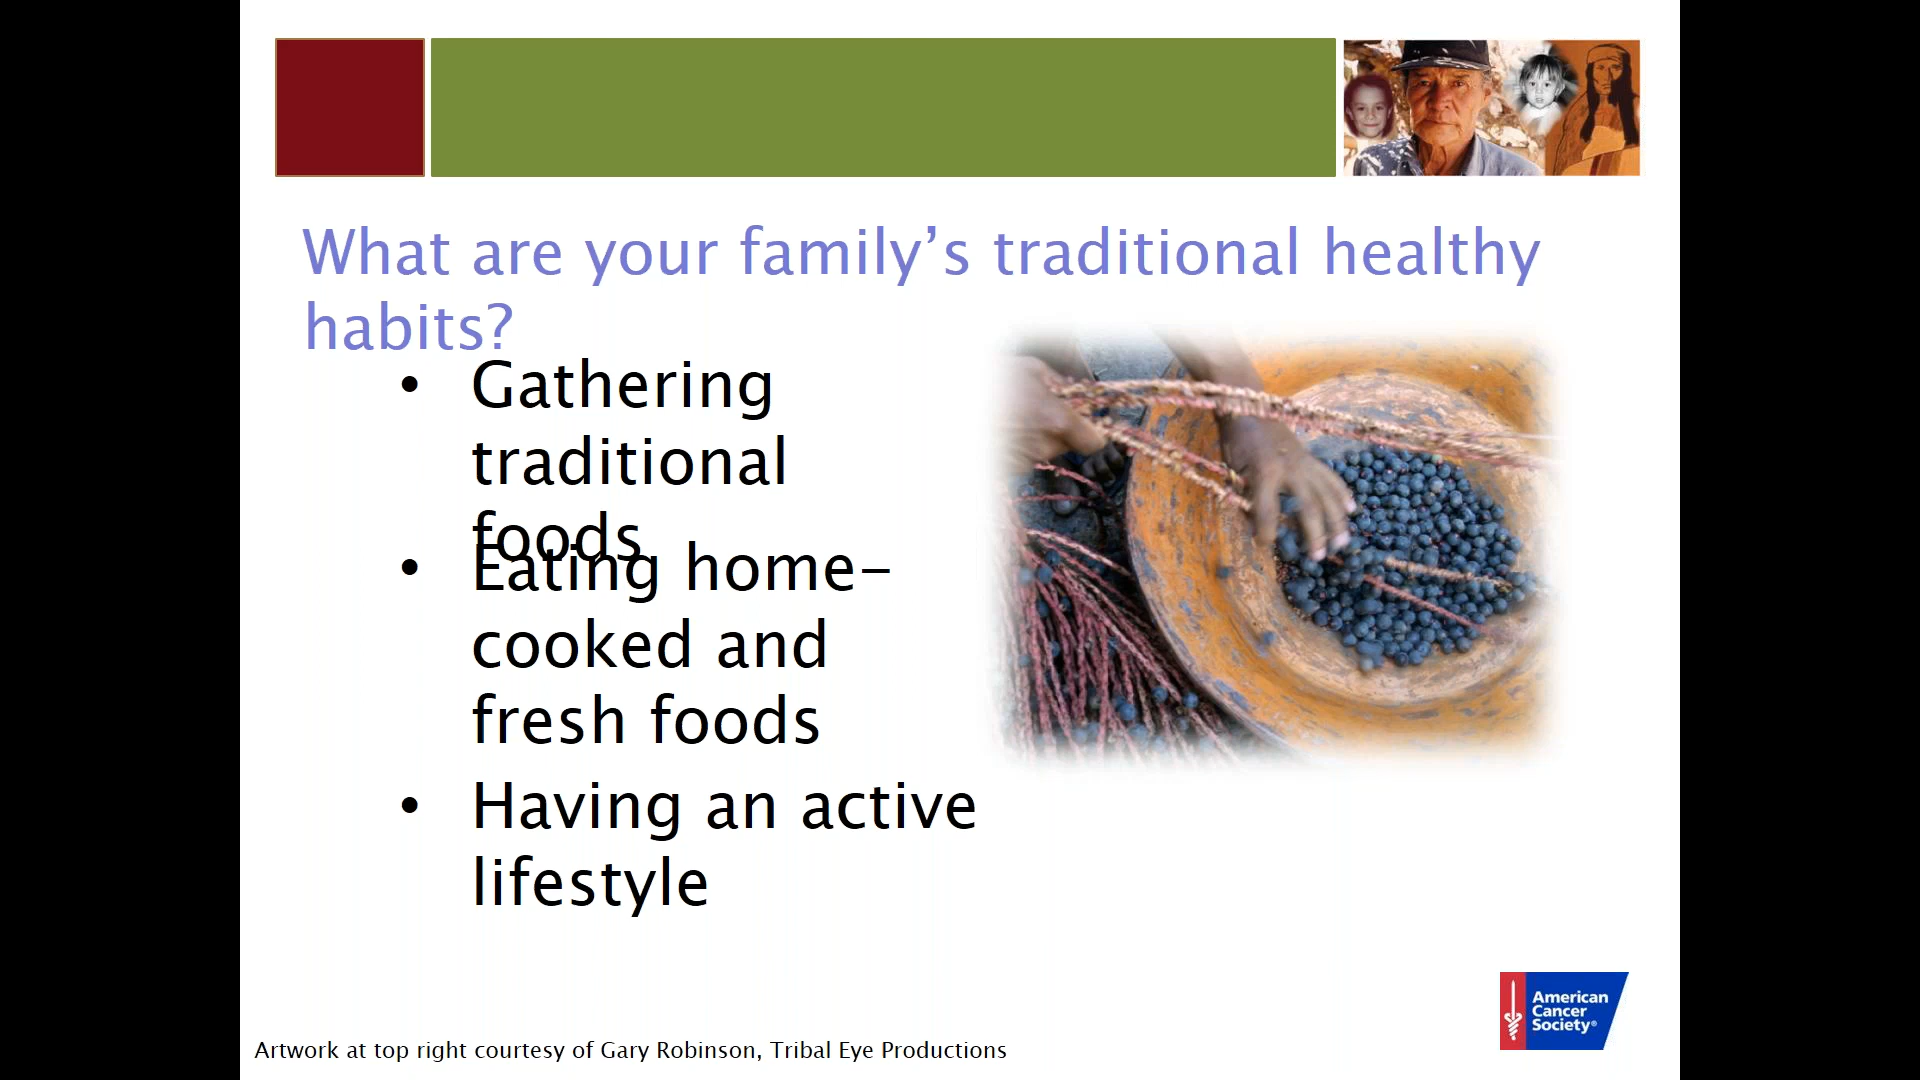 What are your family’s traditional healthy
habits?
• Gathering
traditional
foods
• Eating home-
cooked and
fresh foods
• Having an active
lifestyle
American
Cancer
Society®
Artwork at top right courtesy of Gary Robinson, Tribal Eye Productions